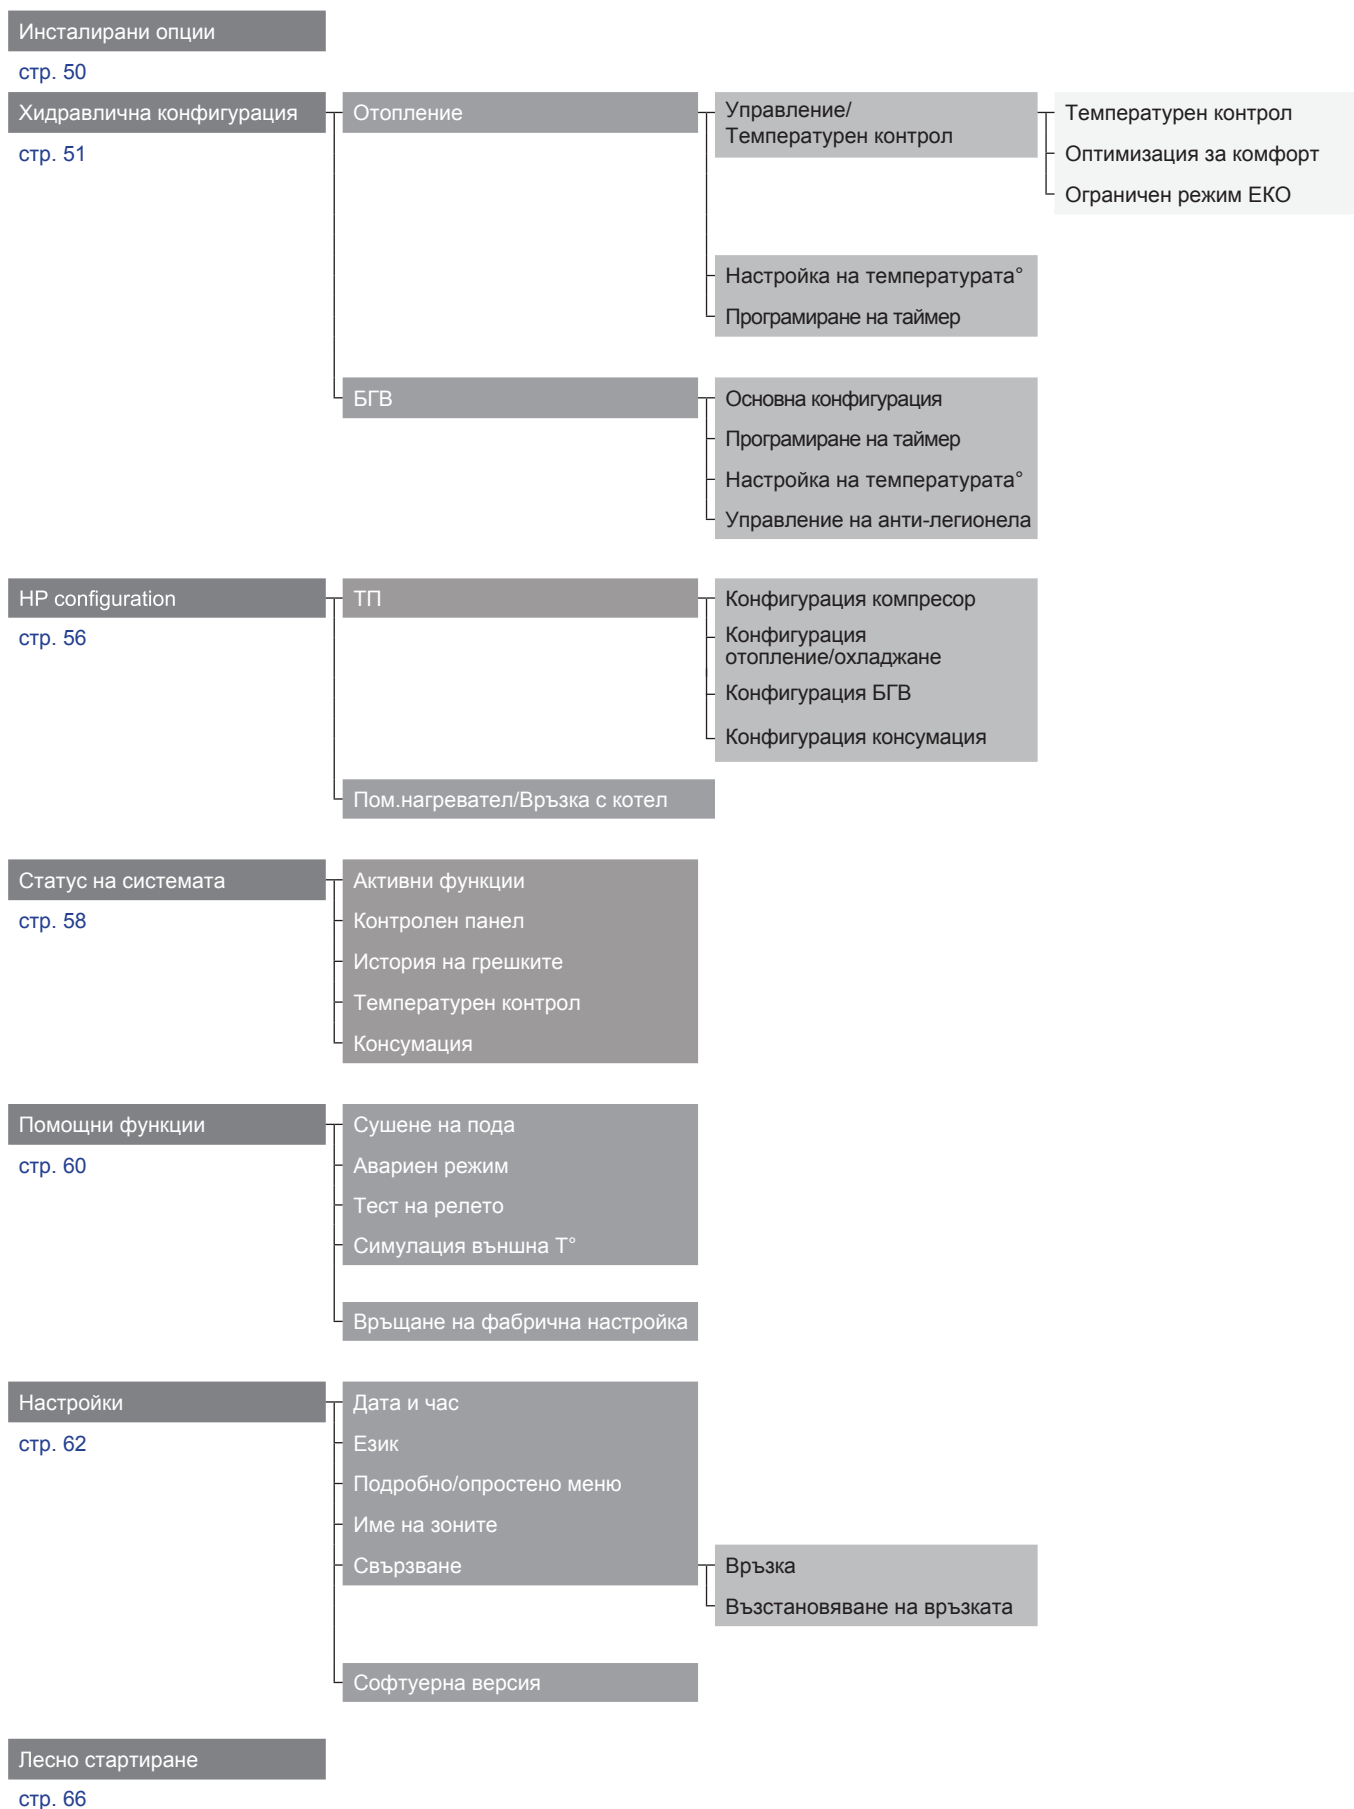 Инсталирани опции
стр. 50
Хидравлична конфигурация
стр. 51
Отопление
Управление/
Температурен контрол
Температурен контрол
Оптимизация за комфорт
Ограничен режим ЕКО
Настройка на температурата°
Програмиране на таймер
БГВ
Основна конфигурация
Програмиране на таймер
Настройка на температурата°
Управление на анти-легионела
HP configuration
стр. 56
ТП
Конфигурация компресор
Конфигурация
отопление/охладжане
Конфигурация БГВ
Конфигурация консумация
Пом.нагревател/Връзка с котел
Статус на системата
стр. 58
Активни функции
Контролен панел
История на грешките
Температурен контрол
Консумация
Помощни функции
стр. 60
Сушене на пода
Авариен режим
Тест на релето
Симулация външна Т°
Връщане на фабрична настройка
Настройки
стр. 62
Дата и час
Език
Подробно/опростено меню
Име на зоните
Свързване
Връзка
Възстановяване на връзката
Софтуерна версия
Лесно стартиране
стр. 66